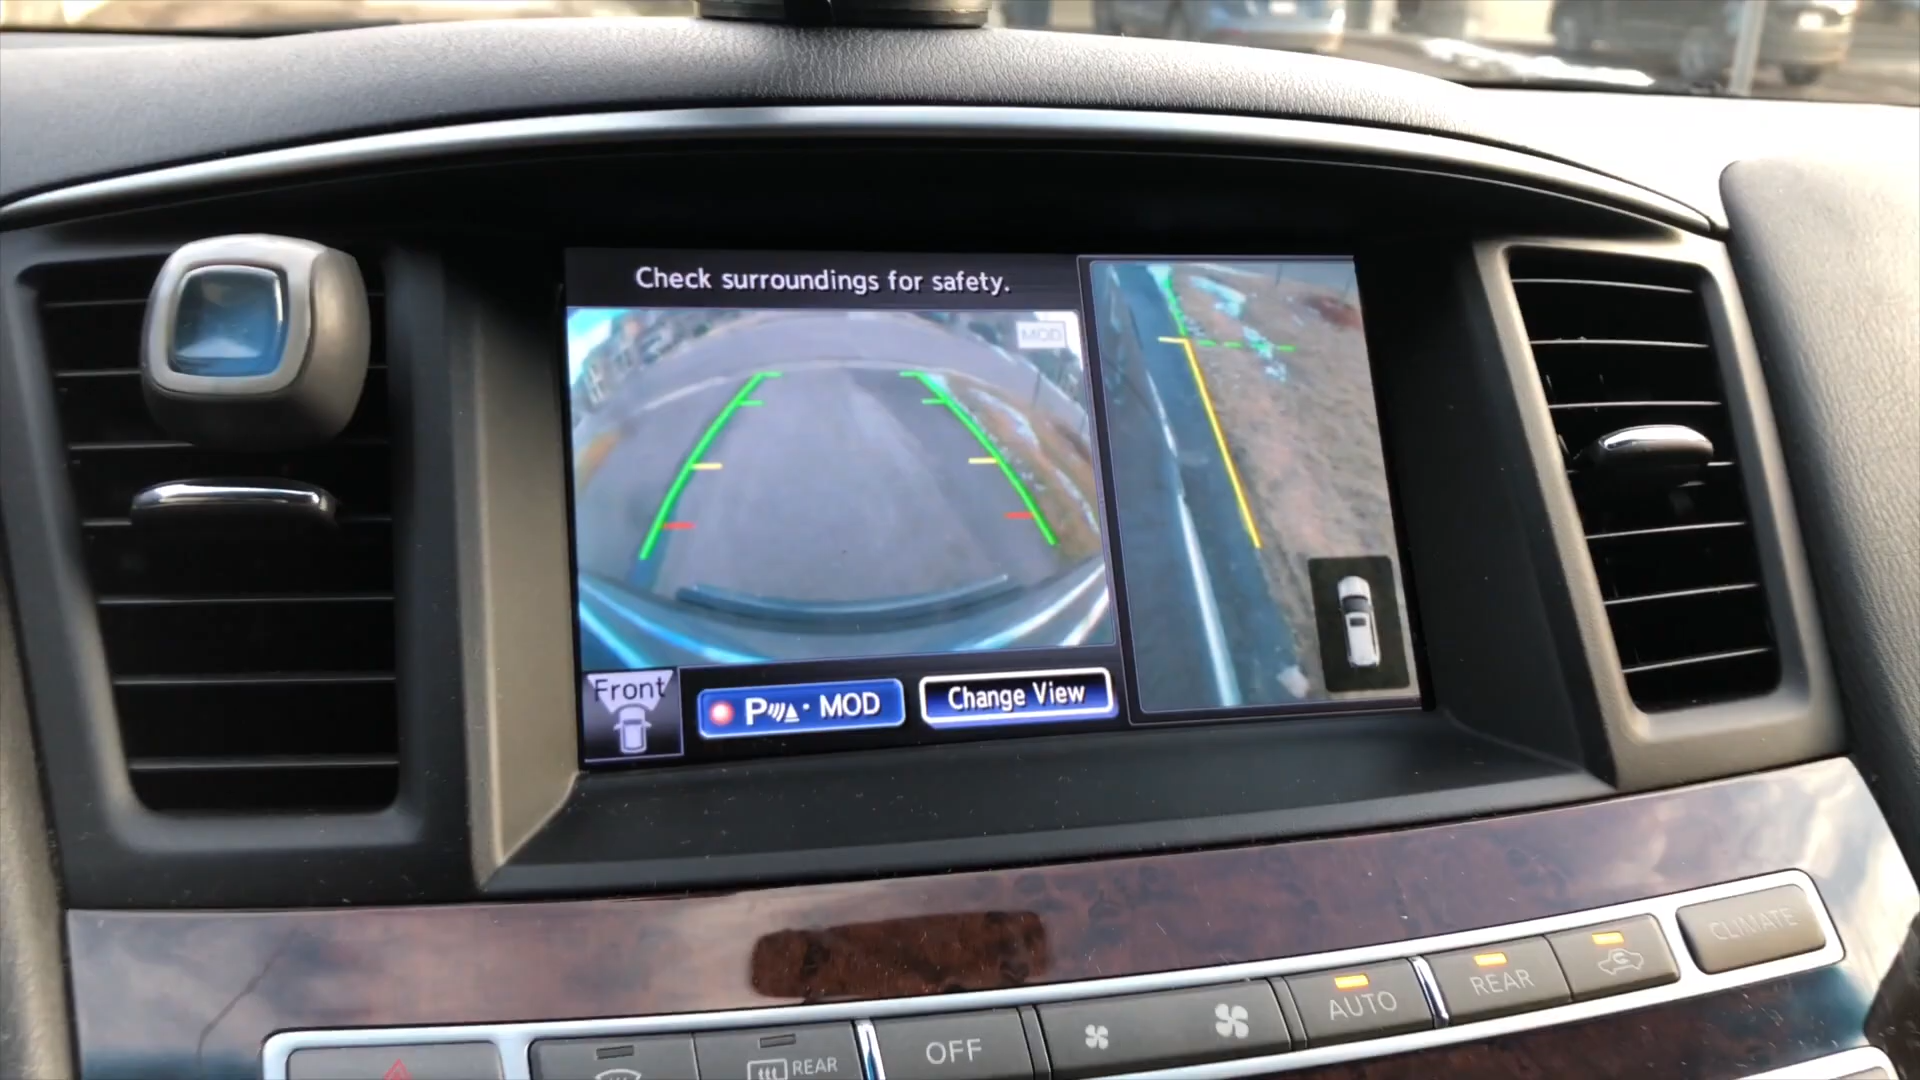 Check surroundings for safety.
MOD
Front
P · MOD
Change View
CLIMATE
REAR
AUTO
OFF
REAR